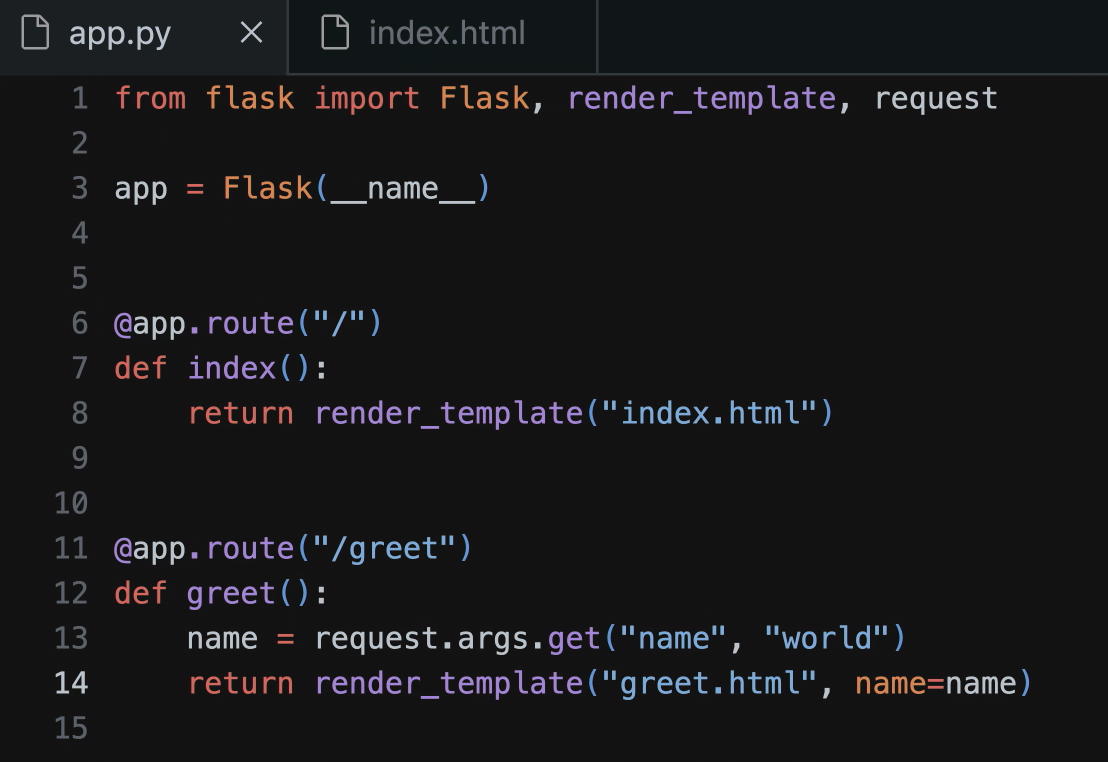 app.py × index.html
1 from flask import Flask, render_template, request
2
3 app = Flask(__name__)
4
5
6 @app.route("/")
7 def index():
8     return render_template("index.html")
9
10
11 @app.route("/greet")
12 def greet():
13     name = request.args.get("name", "world")
14     return render_template("greet.html", name=name)
15